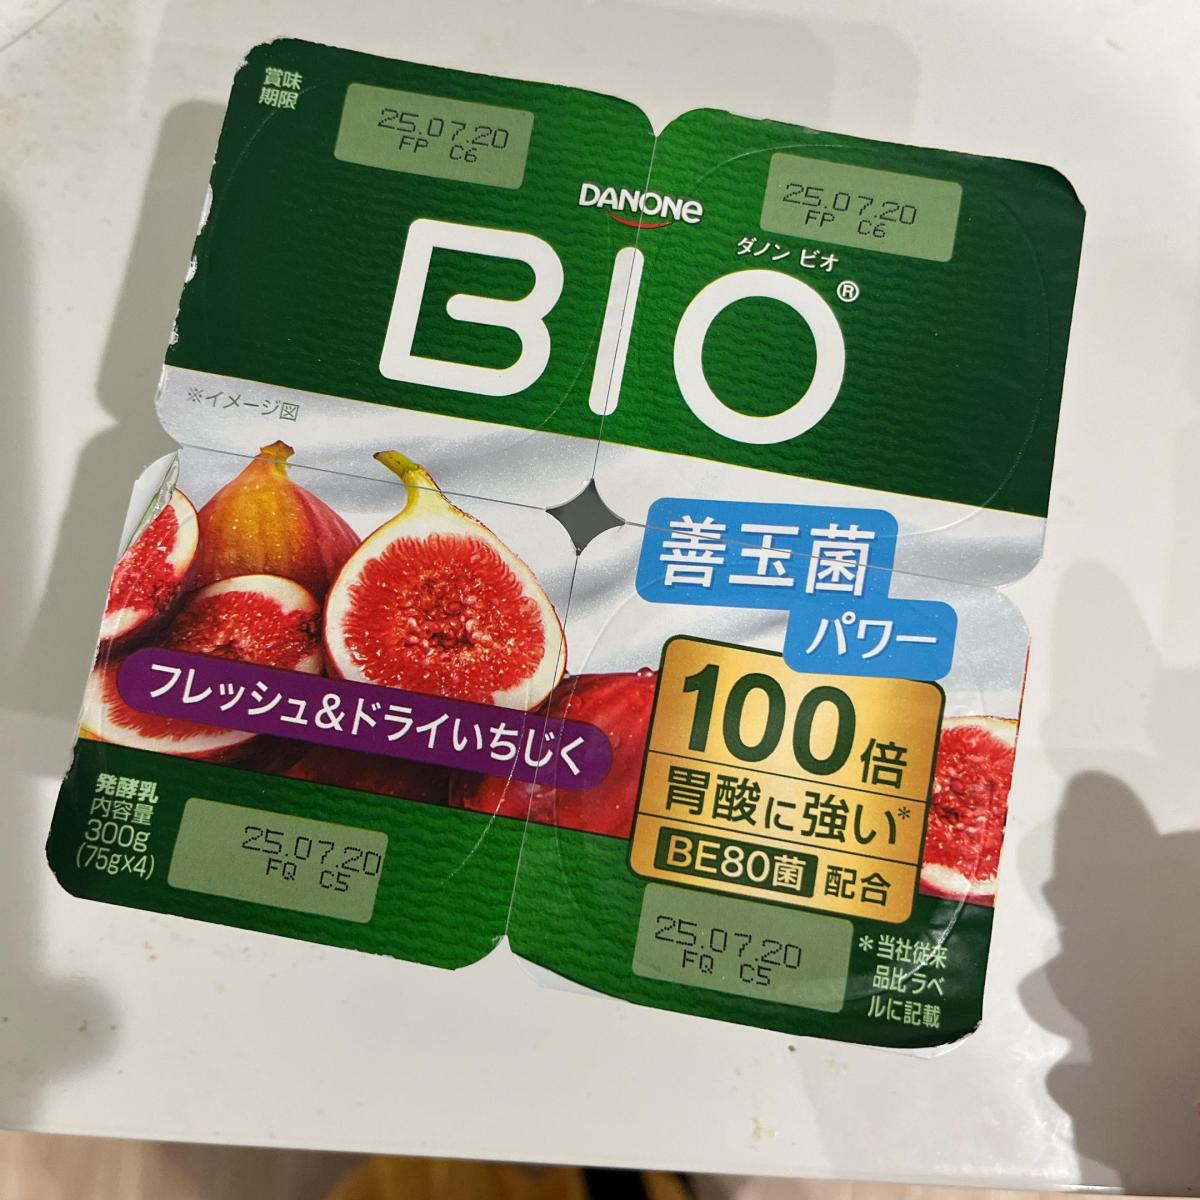 賞味
期限
25.07.20
FP C6
25.07.20
FP C6
DANONE
ダノン ビオ
BIO®
※イメージ図
善玉菌
パワー
100倍
胃酸に強い*
BE80菌 配合
フレッシュ&ドライいちじく
発酵乳
内容量
300g
(75g×4)
25.07.20
FQ C5
25.07.20
FQ C5
*当社従来
品比ラベ
ルに記載